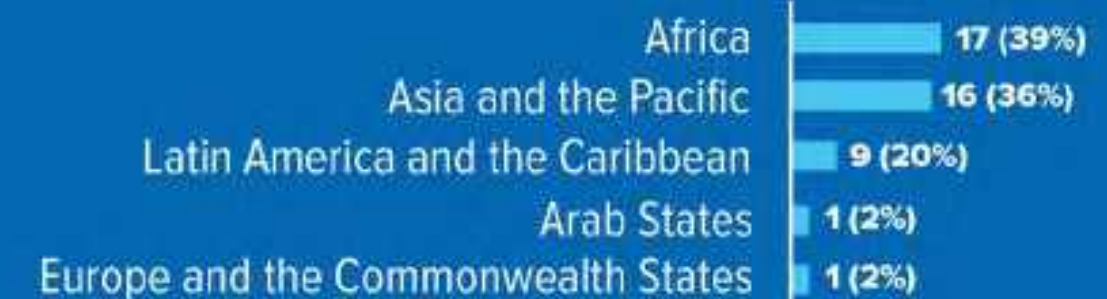 Africa 17 (39%)
Asia and the Pacific 16 (36%)
Latin America and the Caribbean 9 (20%)
Arab States 1 (2%)
Europe and the Commonwealth States 1 (2%)